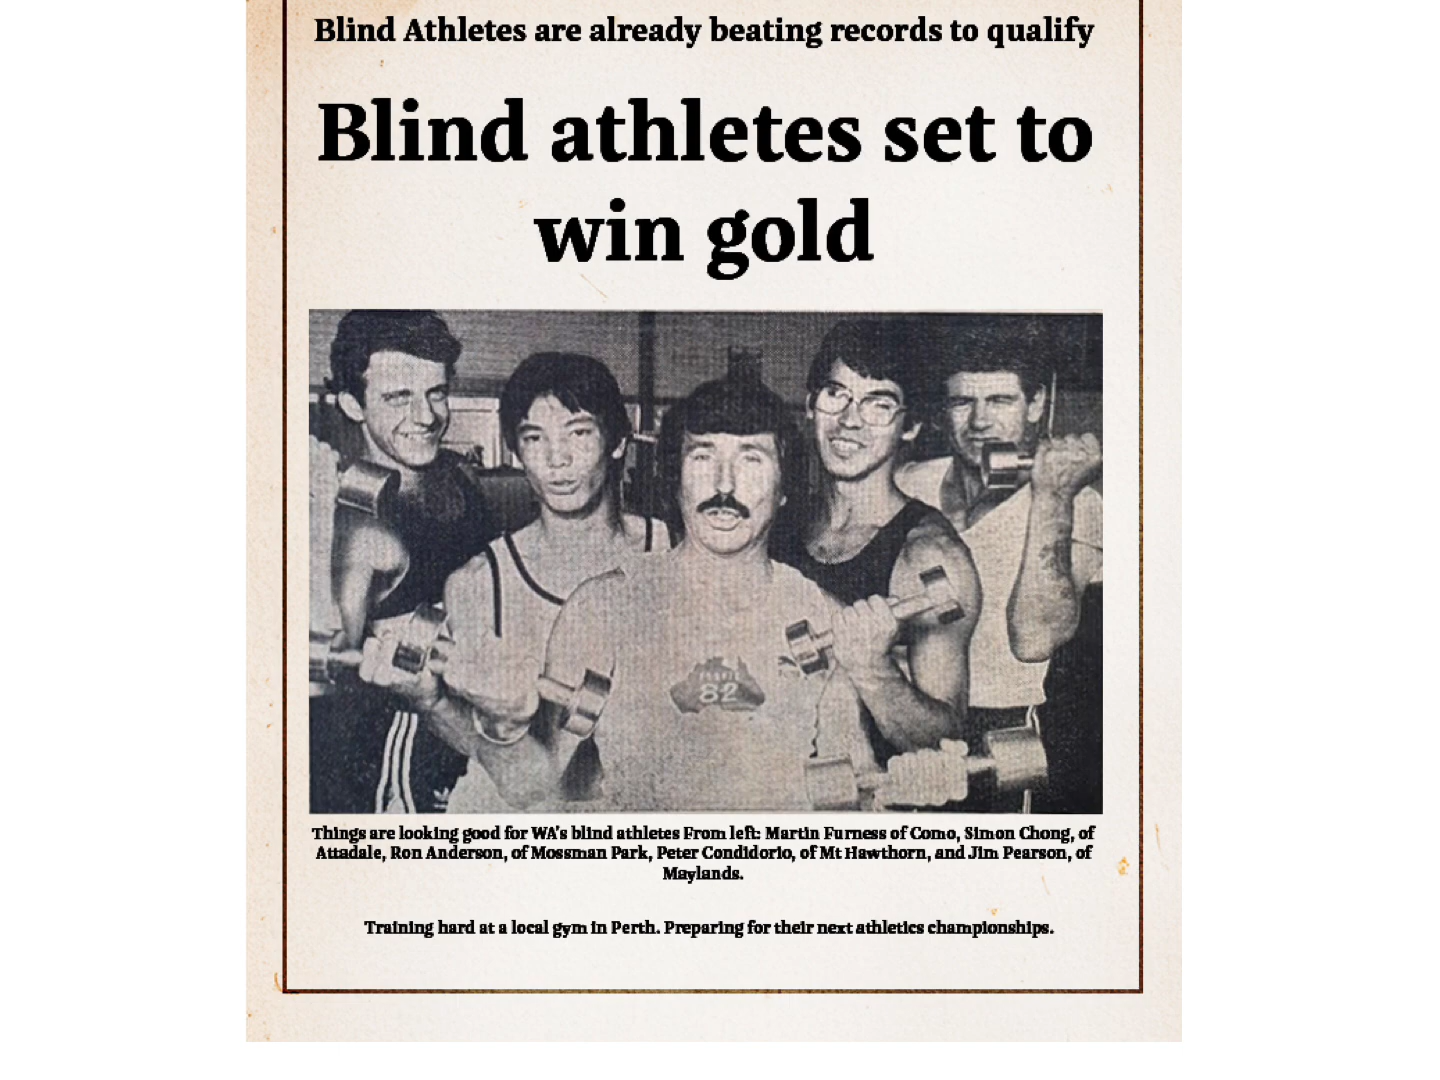 Blind Athletes are already beating records to qualify
Blind athletes set to
win gold
82
Things are looking good for WA's blind athletes From left: Martin Furness of Como, Simon Chong, of
Attadale, Ron Anderson, of Mossman Park, Peter Condidorio, of Mt Hawthorn, and Jim Pearson, of
Maylands.
Training hard at a local gym in Perth. Preparing for their next athletics championships.